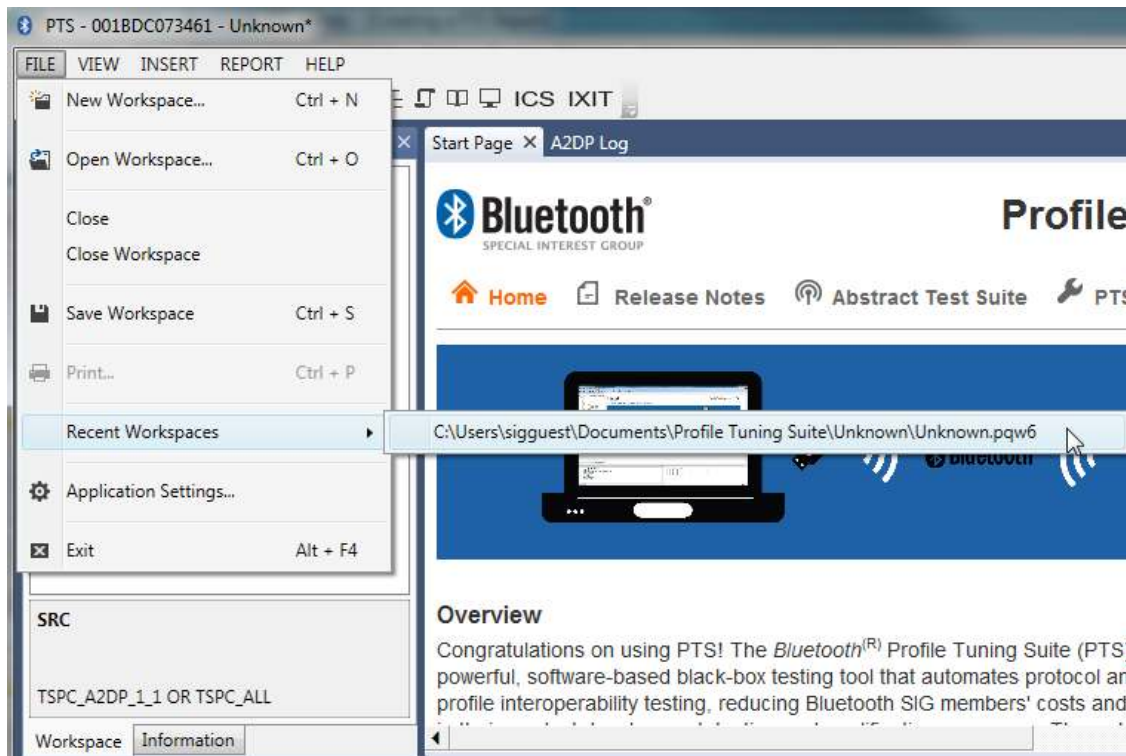 PTS - 001BDC073461 - Unknown*
FILE VIEW INSERT REPORT HELP
New Workspace... Ctrl + N
ICS IXIT
Open Workspace... Ctrl + O
Start Page A2DP Log
Close
Close Workspace
Bluetooth®
SPECIAL INTEREST GROUP
Profile
Save Workspace Ctrl + S
Home Release Notes Abstract Test Suite PTS
Print... Ctrl + P
Recent Workspaces
C:\Users\sigguest\Documents\Profile Tuning Suite\Unknown\Unknown.pqw6
Bluetooth
Application Settings...
Exit Alt + F4
SRC
TSPC_A2DP_1_1 OR TSPC_ALL
Workspace Information
Overview
Congratulations on using PTS! The Bluetooth(R) Profile Tuning Suite (PTS)
powerful, software-based black-box testing tool that automates protocol an
profile interoperability testing, reducing Bluetooth SIG members' costs and